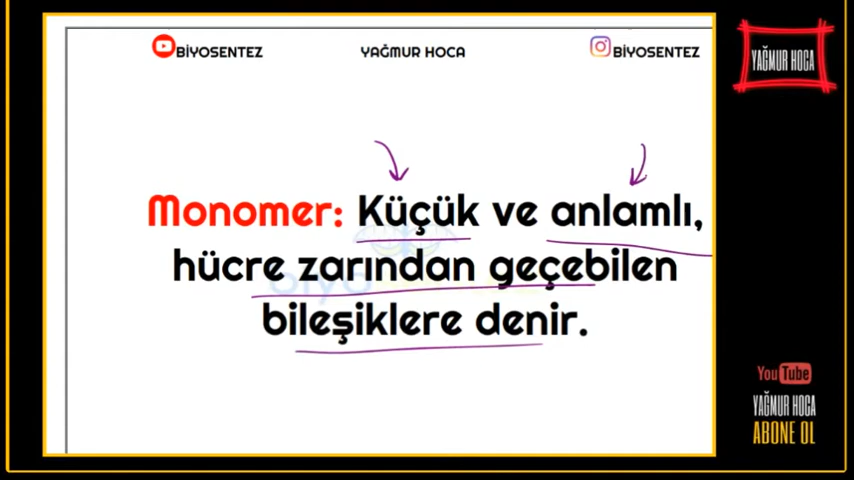 BİYOSENTEZ YAĞMUR HOCA BİYOSENTEZ
YAĞMUR HOCA
Monomer: Küçük ve anlamlı,
hücre zarından geçebilen
bileşiklere denir.
YouTube
YAĞMUR HOCA
ABONE OL